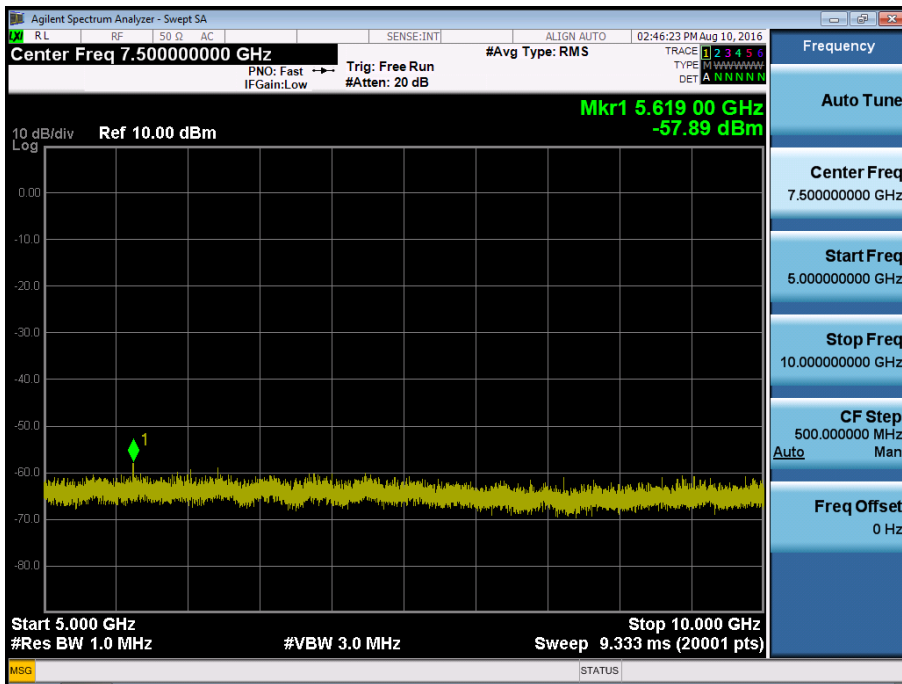 Agilent Spectrum Analyzer - Swept SA
LXI RL RF 50 Ω AC SENSE:INT ALIGN AUTO 02:46:23 PM Aug 10, 2016
Center Freq 7.500000000 GHz
PNO: Fast
IFGain:Low
Trig: Free Run
#Atten: 20 dB
#Avg Type: RMS
TRACE 1 2 3 4 5 6
TYPE M W W W W W
DET A N N N N N
Mkr1 5.619 00 GHz
-57.89 dBm
10 dB/div Ref 10.00 dBm
Log
0.00
-10.0
-20.0
-30.0
-40.0
-50.0
1
-60.0
-70.0
-80.0
Start 5.000 GHz Stop 10.000 GHz
#Res BW 1.0 MHz #VBW 3.0 MHz Sweep 9.333 ms (20001 pts)
MSG STATUS
Frequency
Auto Tune
Center Freq
7.500000000 GHz
Start Freq
5.000000000 GHz
Stop Freq
10.000000000 GHz
CF Step
500.000000 MHz
Auto Man
Freq Offset
0 Hz